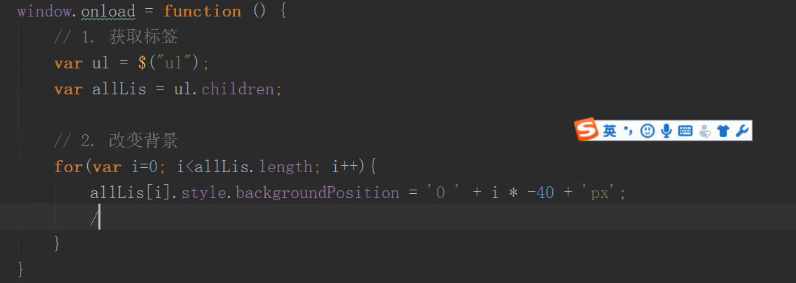 window.onload = function () {
// 1. 获取标签
var ul = $("ul");
var allLis = ul.children;
// 2. 改变背景
for(var i=0; i<allLis.length; i++){
allLis[i].style.backgroundPosition = '0 ' + i * -40 + 'px';
/
}
}
S 英